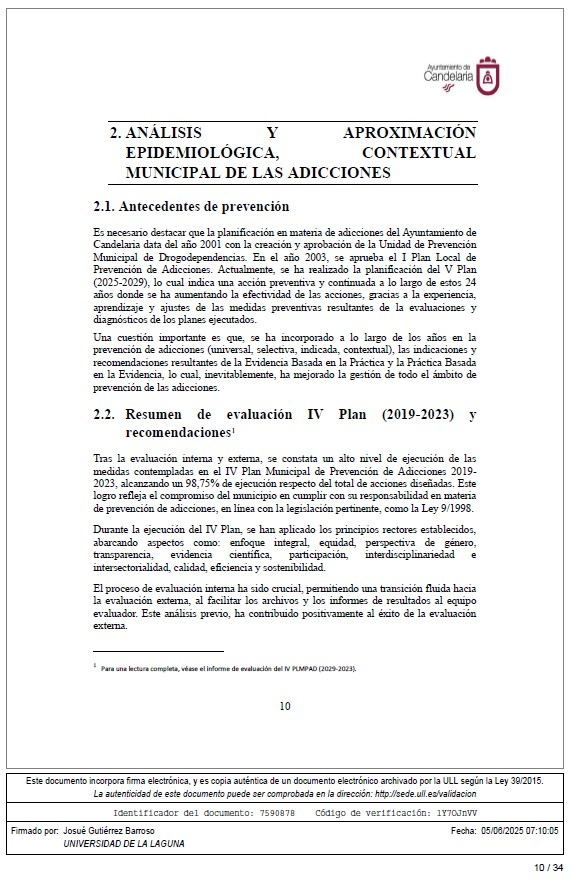 Ayuntamiento de
Candelaria
2. ANÁLISIS Y APROXIMACIÓN
EPIDEMIOLÓGICA, CONTEXTUAL
MUNICIPAL DE LAS ADICCIONES
2.1. Antecedentes de prevención
Es necesario destacar que la planificación en materia de adicciones del Ayuntamiento de
Candelaria data del año 2001 con la creación y aprobación de la Unidad de Prevención
Municipal de Drogodependencias. En el año 2003, se aprueba el I Plan Local de
Prevención de Adicciones. Actualmente, se ha realizado la planificación del V Plan
(2025-2029), lo cual indica una acción preventiva y continuada a lo largo de estos 24
años donde se ha aumentando la efectividad de las acciones, gracias a la experiencia,
aprendizaje y ajustes de las medidas preventivas resultantes de la evaluaciones y
diagnósticos de los planes ejecutados.
Una cuestión importante es que, se ha incorporado a lo largo de los años en la
prevención de adicciones (universal, selectiva, indicada, contextual), las indicaciones y
recomendaciones resultantes de la Evidencia Basada en la Práctica y la Práctica Basada
en la Evidencia, lo cual, inevitablemente, ha mejorado la gestión de todo el ámbito de
prevención de las adicciones.
2.2. Resumen de evaluación IV Plan (2019-2023) y
recomendaciones¹
Tras la evaluación interna y externa, se constata un alto nivel de ejecución de las
medidas contempladas en el IV Plan Municipal de Prevención de Adicciones 2019-
2023, alcanzando un 98,75% de ejecución respecto del total de acciones diseñadas. Este
logro refleja el compromiso del municipio en cumplir con su responsabilidad en materia
de prevención de adicciones, en línea con la legislación pertinente, como la Ley 9/1998.
Durante la ejecución del IV Plan, se han aplicado los principios rectores establecidos,
abarcando aspectos como: enfoque integral, equidad, perspectiva de género,
transparencia, evidencia científica, participación, interdisciplinariedad e
intersectorialidad, calidad, eficiencia y sostenibilidad.
El proceso de evaluación interna ha sido crucial, permitiendo una transición fluida hacia
la evaluación externa, al facilitar los archivos y los informes de resultados al equipo
evaluador. Este análisis previo, ha contribuido positivamente al éxito de la evaluación
externa.
¹ Para una lectura completa, véase el informe de evaluación del IV PLMPAD (2029-2023).
10
Este documento incorpora firma electrónica, y es copia auténtica de un documento electrónico archivado por la ULL según la Ley 39/2015.
La autenticidad de este documento puede ser comprobada en la dirección: http://sede.ull.es/validacion
Identificador del documento: 7590878 Código de verificación: lY7OJnVV
Firmado por: Josué Gutiérrez Barroso Fecha: 05/06/2025 07:10:05
UNIVERSIDAD DE LA LAGUNA
10 / 34